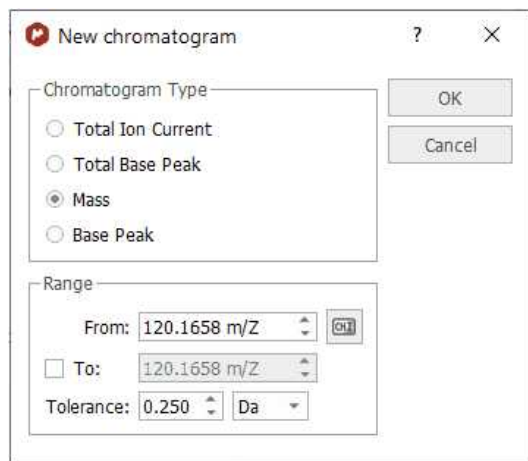 New chromatogram ?
Chromatogram Type
Total Ion Current
Total Base Peak
Mass
Base Peak
OK
Cancel
Range
From: 120.1658 m/Z
To: 120.1658 m/Z
Tolerance: 0.250 Da